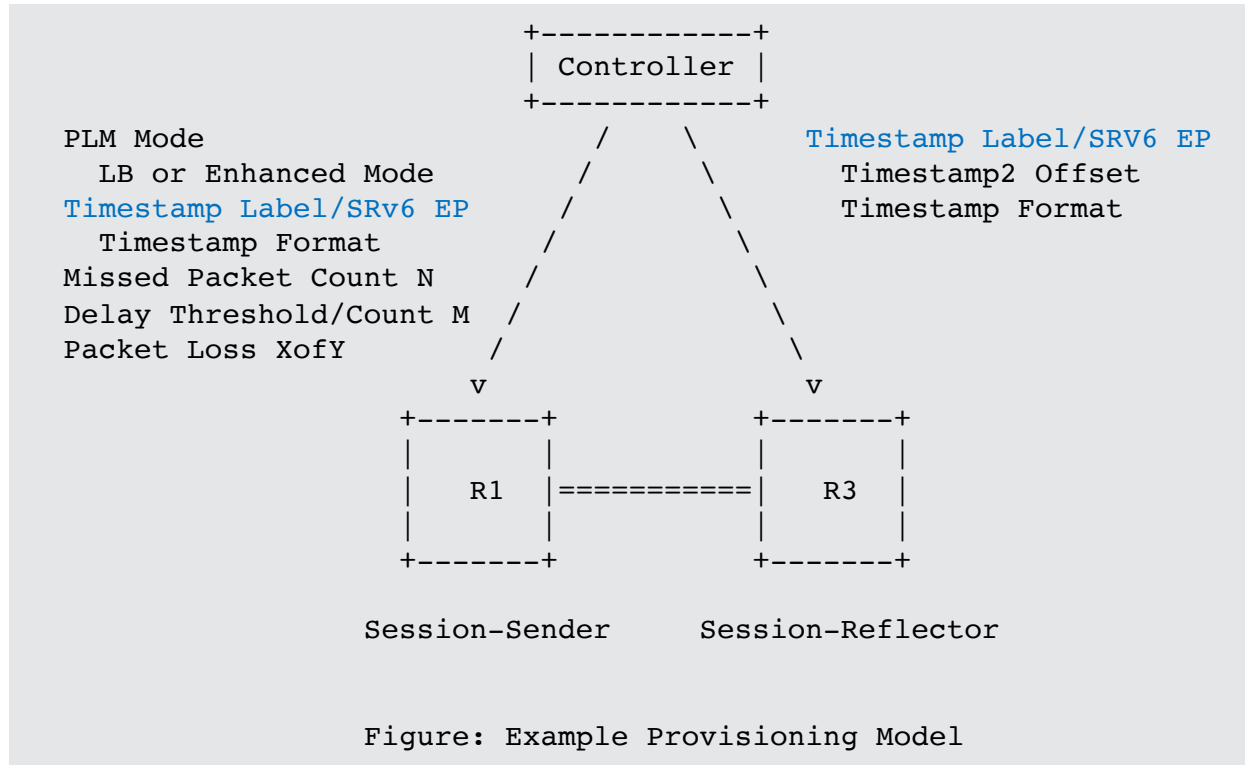 +------------+
| Controller |
+------------+
PLM Mode / \ Timestamp Label/SRV6 EP
LB or Enhanced Mode / \ Timestamp2 Offset
Timestamp Label/SRv6 EP / \ Timestamp Format
Timestamp Format / \
Missed Packet Count N / \
Delay Threshold/Count M / \
Packet Loss XofY / \
v v
+-------+ +-------+
| | | |
| R1 |===========| R3 |
| | | |
+-------+ +-------+
Session-Sender Session-Reflector
Figure: Example Provisioning Model